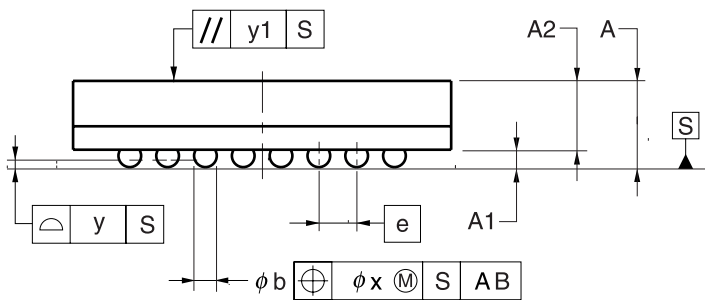 // y1 S
A2 A
S
A1
⌓ y S
e
ϕb ⌖ ϕx Ⓜ S AB